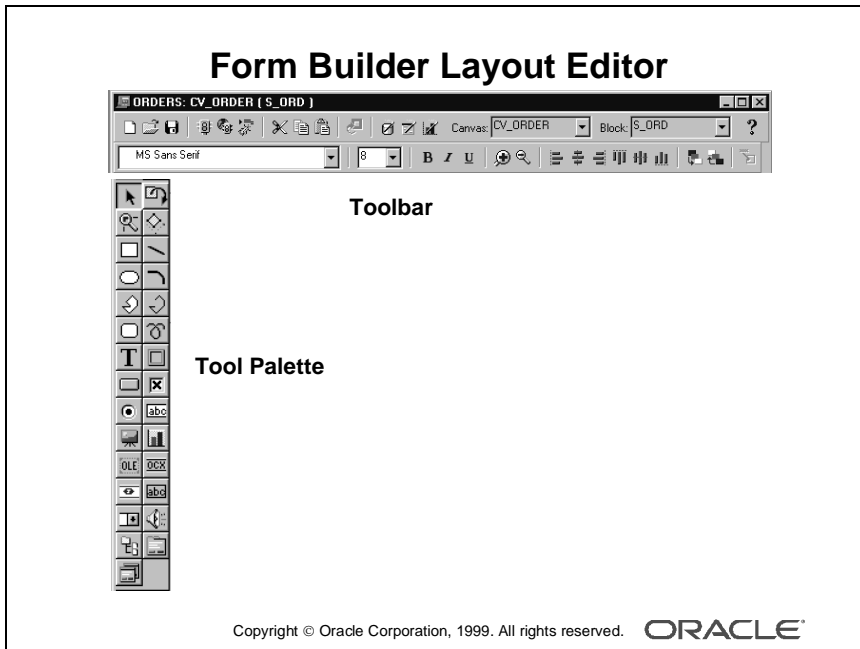 Form Builder Layout Editor
ORDERS: CV_ORDER ( S_ORD )
Canvas: CV_ORDER Block: S_ORD ?
MS Sans Serif 8 B I U
Toolbar
T
Tool Palette
abc
OLE OCX
abc
Copyright © Oracle Corporation, 1999. All rights reserved. ORACLE®